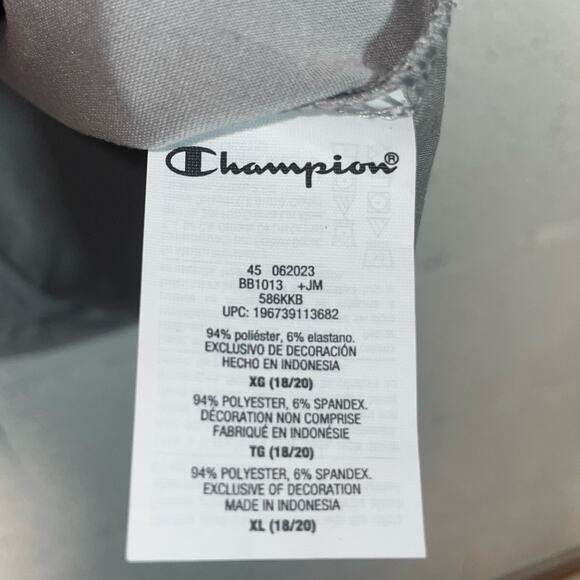 Champion®
45 062023
BB1013 +JM
586KKB
UPC: 196739113682
94% poliéster, 6% elastano.
EXCLUSIVO DE DECORACIÓN
HECHO EN INDONESIA
XG (18/20)
94% POLYESTER, 6% SPANDEX.
DÉCORATION NON COMPRISE
FABRIQUÉ EN INDONÉSIE
TG (18/20)
94% POLYESTER, 6% SPANDEX.
EXCLUSIVE OF DECORATION
MADE IN INDONESIA
XL (18/20)